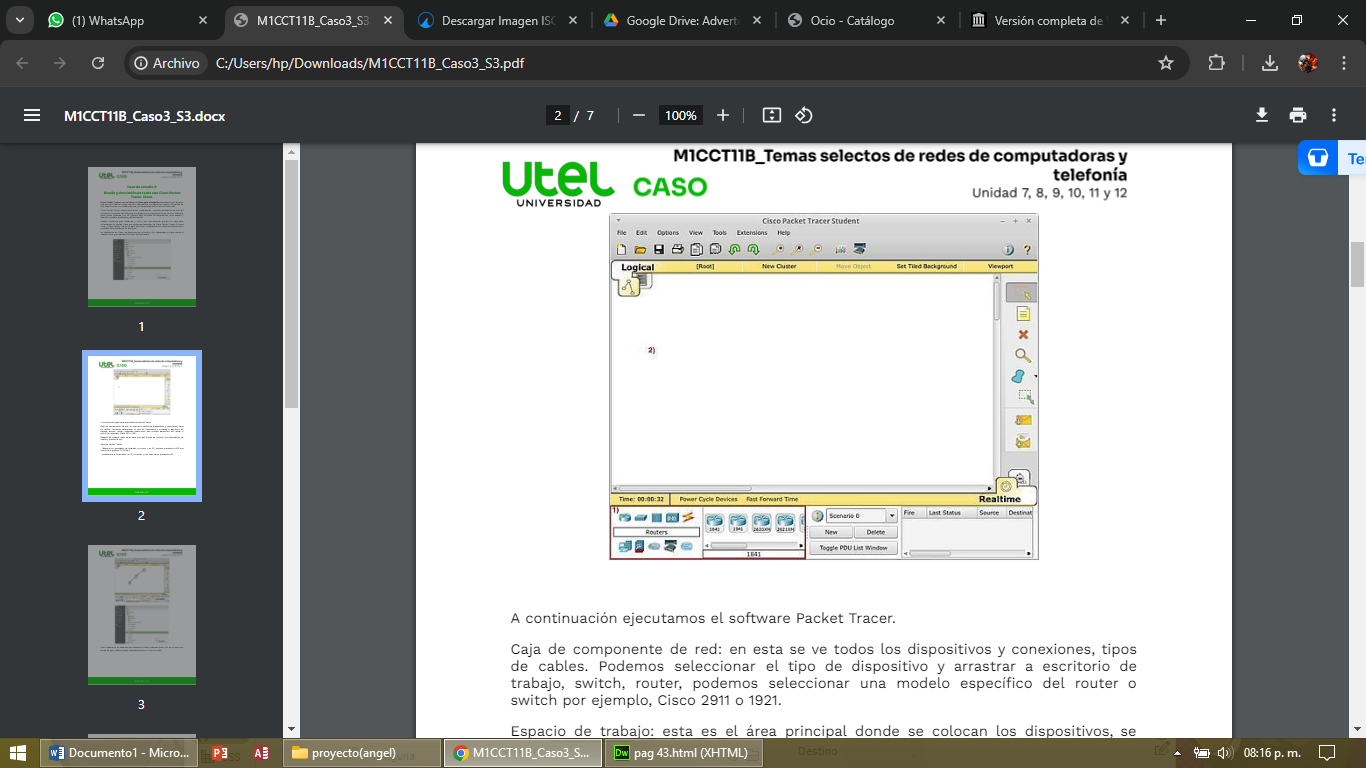 (1) WhatsApp
M1CCT11B_Caso3_S3
Descargar Imagen ISO
Google Drive: Advert
Ocio - Catálogo
Versión completa de
Archivo
C:/Users/hp/Downloads/M1CCT11B_Caso3_S3.pdf
M1CCT11B_Caso3_S3.docx
2 / 7
100%
1
2
3
Te
M1CCT11B_Temas selectos de redes de computadoras y
telefonía
Unidad 7, 8, 9, 10, 11 y 12
Utel
UNIVERSIDAD
CASO
Cisco Packet Tracer Student
File Edit Options View Tools Extensions Help
Logical [Root] New Cluster Move Object Set Tiled Background Viewport
2)
Time: 00:00:32 Power Cycle Devices Fast Forward Time
Realtime
1)
Routers
1841 1941 2620XM 2621XM
1841
Scenario 0
New Delete
Toggle PDU List Window
Fire Last Status Source Destinat
A continuación ejecutamos el software Packet Tracer.
Caja de componente de red: en esta se ve todos los dispositivos y conexiones, tipos
de cables. Podemos seleccionar el tipo de dispositivo y arrastrar a escritorio de
trabajo, switch, router, podemos seleccionar una modelo específico del router o
switch por ejemplo, Cisco 2911 o 1921.
Espacio de trabajo: esta es el área principal donde se colocan los dispositivos, se
Documento1 - Micro...
proyecto(angel)
M1CCT11B_Caso3_S...
pag 43.html (XHTML)
Destino
08:16 p. m.